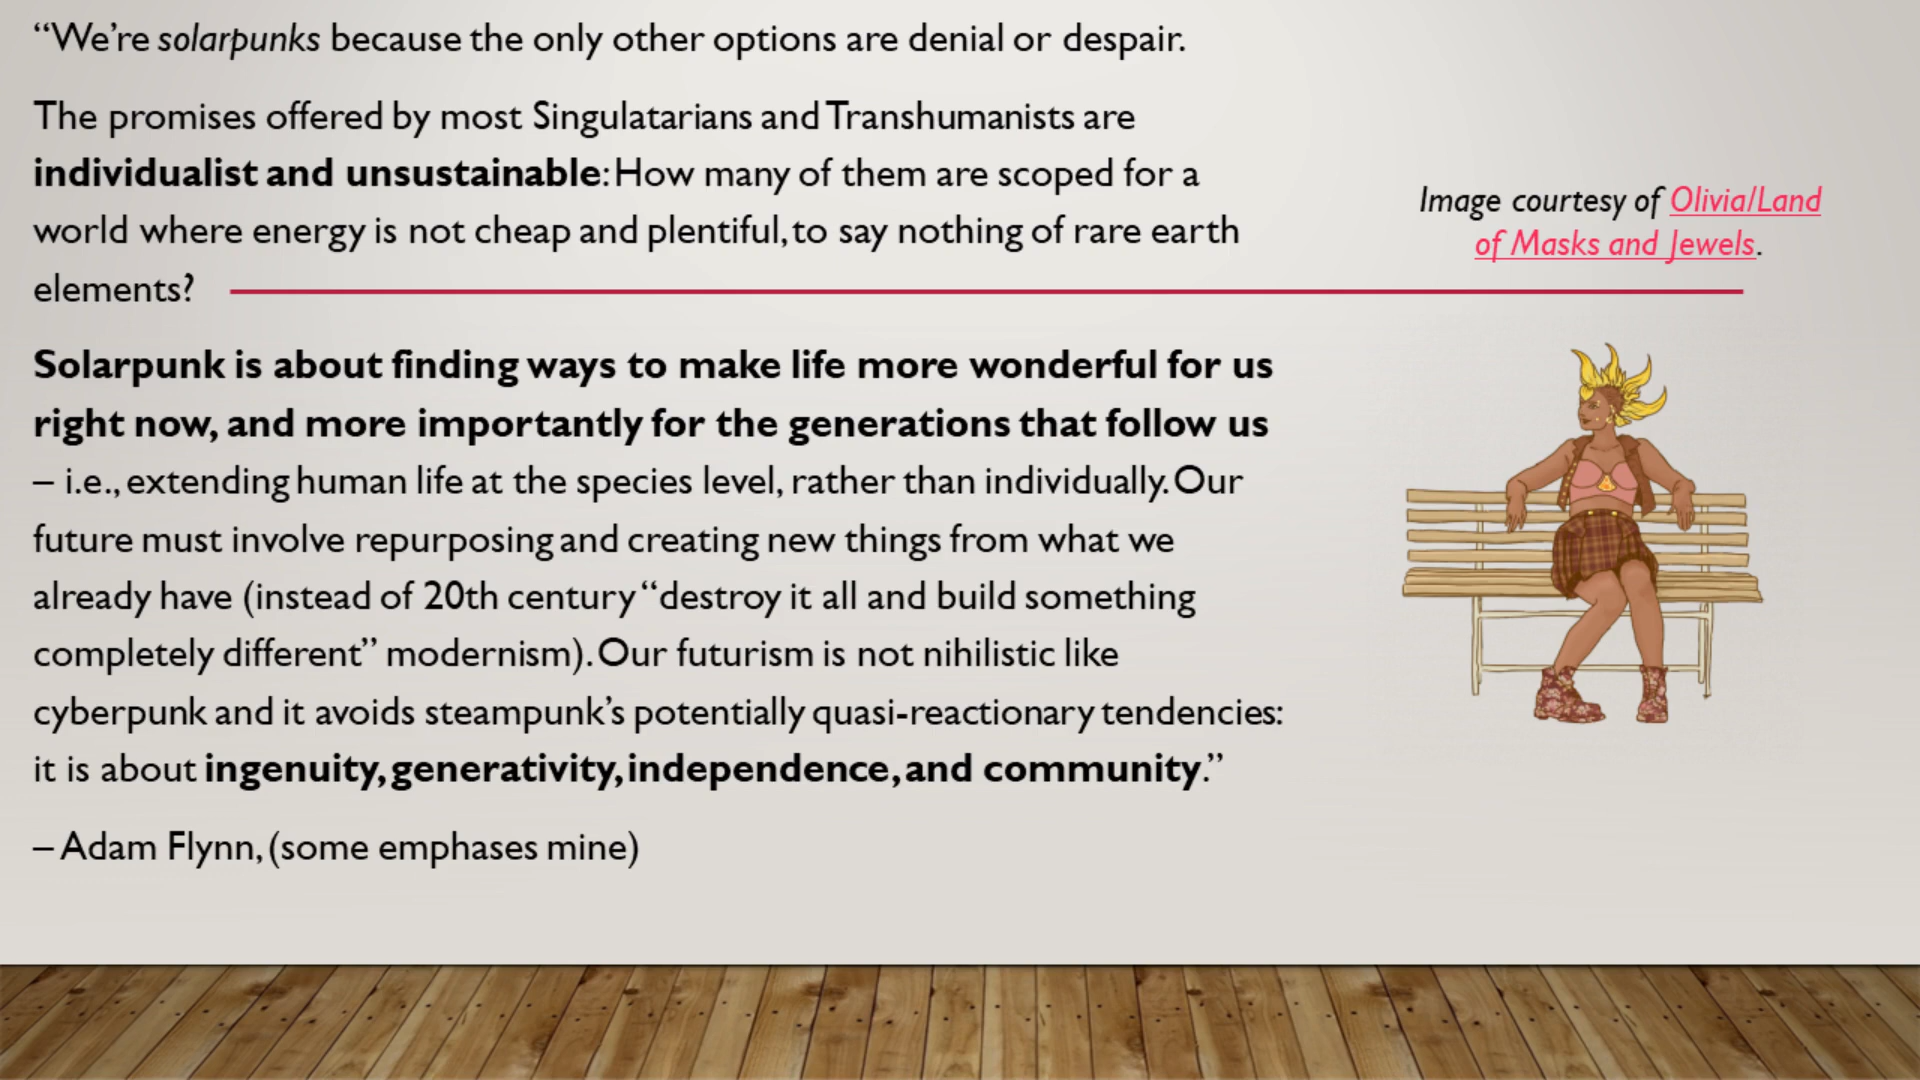 “We’re solarpunks because the only other options are denial or despair.
The promises offered by most Singulatarians and Transhumanists are
individualist and unsustainable: How many of them are scoped for a
world where energy is not cheap and plentiful, to say nothing of rare earth
elements?
Solarpunk is about finding ways to make life more wonderful for us
right now, and more importantly for the generations that follow us
– i.e., extending human life at the species level, rather than individually. Our
future must involve repurposing and creating new things from what we
already have (instead of 20th century “destroy it all and build something
completely different” modernism). Our futurism is not nihilistic like
cyberpunk and it avoids steampunk’s potentially quasi-reactionary tendencies:
it is about ingenuity, generativity, independence, and community.”
– Adam Flynn, (some emphases mine)
Image courtesy of Olivia/Land
of Masks and Jewels.